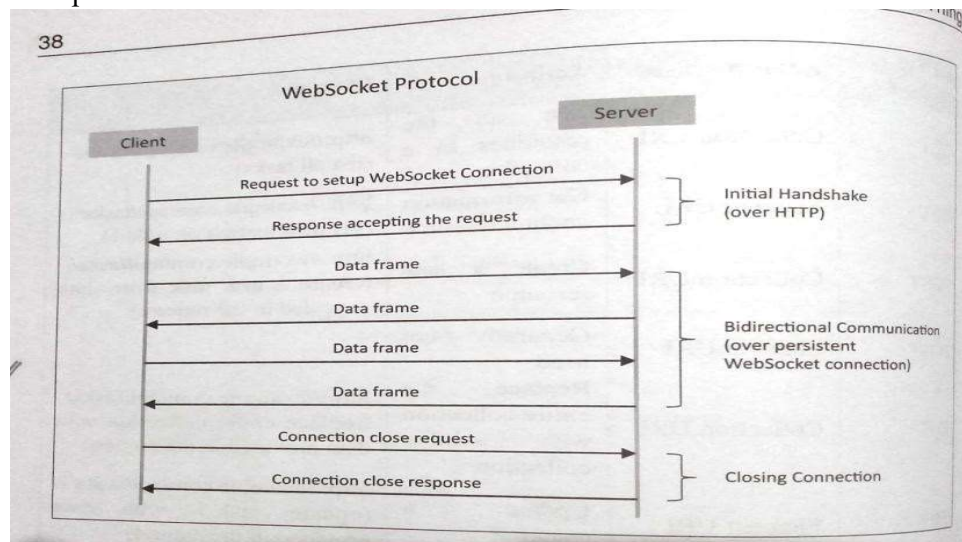 38
WebSocket Protocol
Client
Server
Request to setup WebSocket Connection
Initial Handshake
(over HTTP)
Response accepting the request
Data frame
Data frame
Bidirectional Communication
(over persistent
WebSocket connection)
Data frame
Data frame
Connection close request
Closing Connection
Connection close response